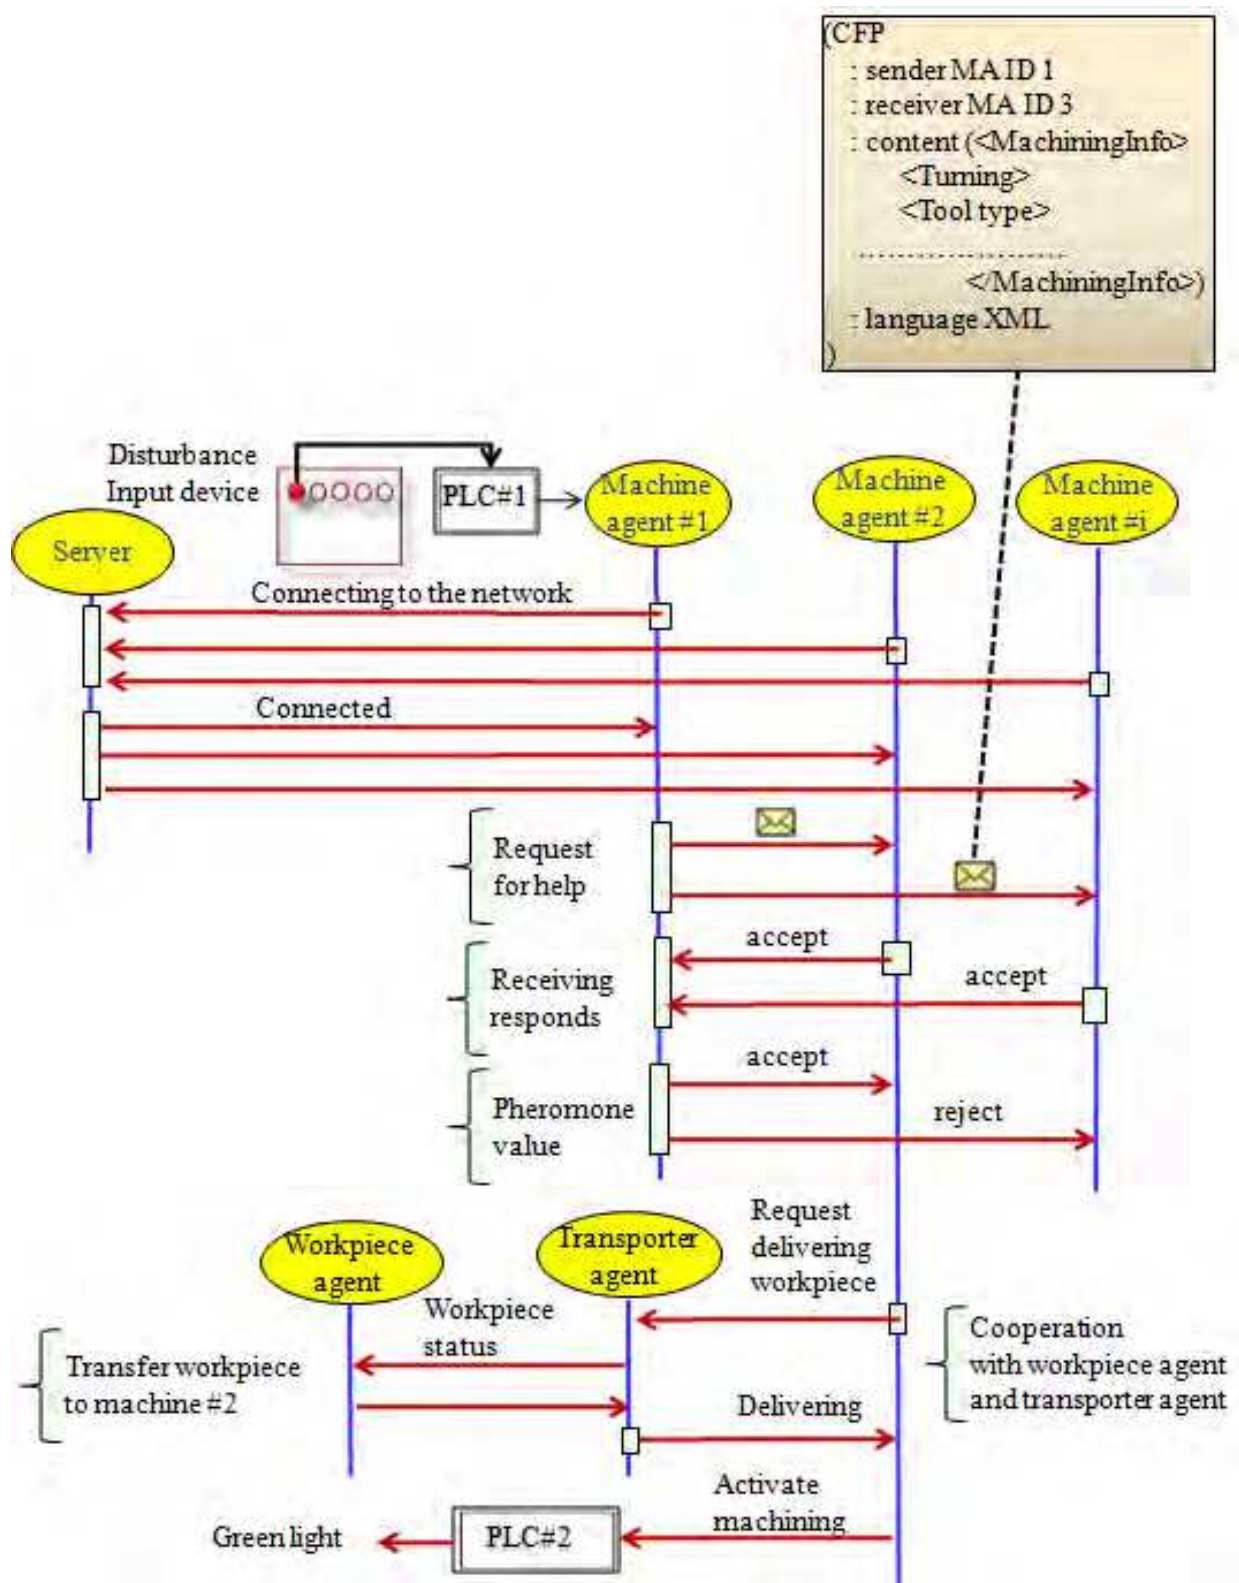 (CFP
: sender MA ID 1
: receiver MA ID 3
: content (<MachiningInfo>
<Turning>
<Tool type>
........................
</MachiningInfo>)
: language XML
)
Disturbance
Input device
PLC#1
Machine
agent #1
Machine
agent #2
Machine
agent #i
Server
Connecting to the network
Connected
Request
for help
accept
accept
Receiving
responds
accept
Pheromone
value
reject
Request
delivering
workpiece
Workpiece
agent
Transporter
agent
Workpiece
status
Cooperation
with workpiece agent
and transporter agent
Transfer workpiece
to machine #2
Delivering
Activate
machining
Green light
PLC#2